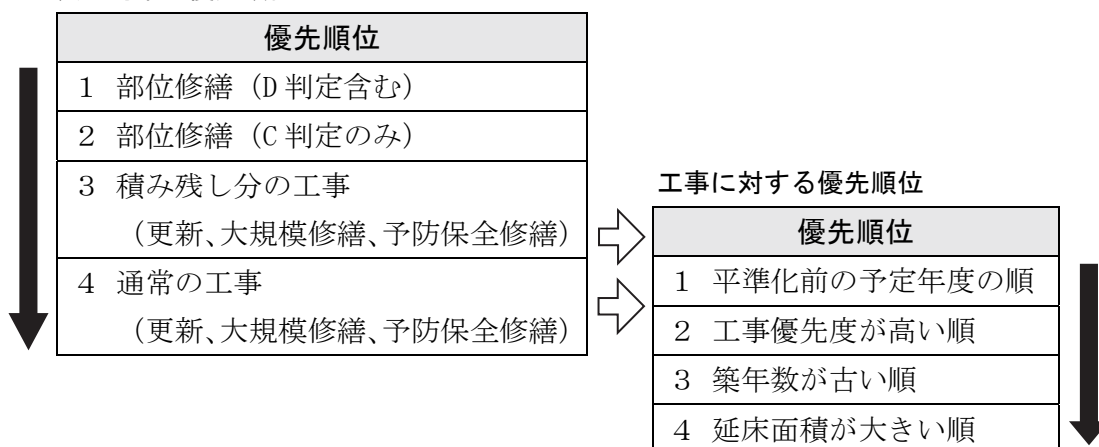 優先順位
1 部位修繕（D 判定含む）
2 部位修繕（C 判定のみ）
3 積み残し分の工事
（更新、大規模修繕、予防保全修繕）
4 通常の工事
（更新、大規模修繕、予防保全修繕）
工事に対する優先順位
優先順位
1 平準化前の予定年度の順
2 工事優先度が高い順
3 築年数が古い順
4 延床面積が大きい順